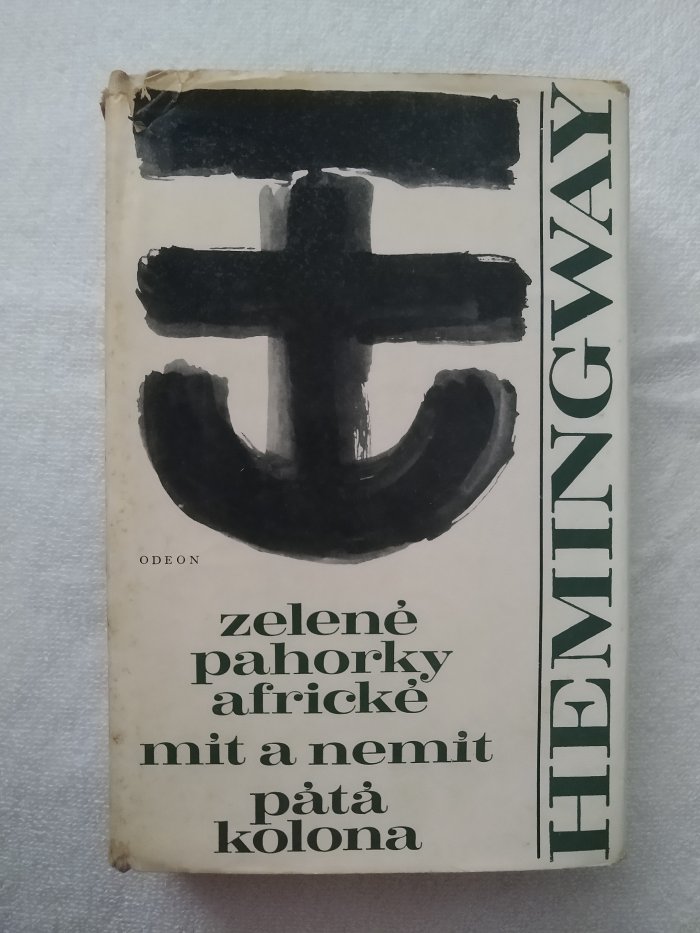 ODEON
zelené
pahorky
africké
mít a nemít
pátá
kolona
HEMINGWAY